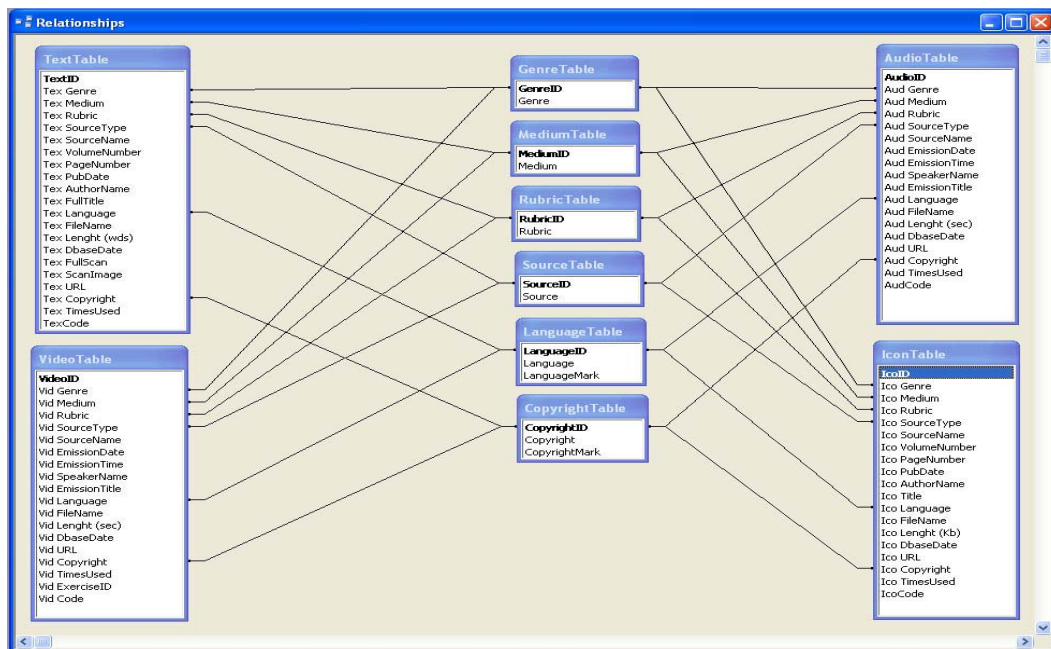 Relationships
TextTable
TextID
Tex Genre
Tex Medium
Tex Rubric
Tex SourceType
Tex SourceName
Tex VolumeNumber
Tex PageNumber
Tex PubDate
Tex AuthorName
Tex FullTitle
Tex Language
Tex FileName
Tex Lenght (wds)
Tex DbaseDate
Tex FullScan
Tex ScanImage
Tex URL
Tex Copyright
Tex TimesUsed
TexCode
VideoTable
VideoID
Vid Genre
Vid Medium
Vid Rubric
Vid SourceType
Vid SourceName
Vid EmissionDate
Vid EmissionTime
Vid SpeakerName
Vid EmissionTitle
Vid Language
Vid FileName
Vid Lenght (sec)
Vid DbaseDate
Vid URL
Vid Copyright
Vid TimesUsed
Vid ExerciseID
Vid Code
GenreTable
GenreID
Genre
MediumTable
MediumID
Medium
RubricTable
RubricID
Rubric
SourceTable
SourceID
Source
LanguageTable
LanguageID
Language
LanguageMark
CopyrightTable
CopyrightID
Copyright
CopyrightMark
AudioTable
AudioID
Aud Genre
Aud Medium
Aud Rubric
Aud SourceType
Aud SourceName
Aud EmissionDate
Aud EmissionTime
Aud SpeakerName
Aud EmissionTitle
Aud Language
Aud FileName
Aud Lenght (sec)
Aud DbaseDate
Aud URL
Aud Copyright
Aud TimesUsed
AudCode
IconTable
IcoID
Ico Genre
Ico Medium
Ico Rubric
Ico SourceType
Ico SourceName
Ico VolumeNumber
Ico PageNumber
Ico PubDate
Ico AuthorName
Ico Title
Ico Language
Ico FileName
Ico Lenght (Kb)
Ico DbaseDate
Ico URL
Ico Copyright
Ico TimesUsed
IcoCode